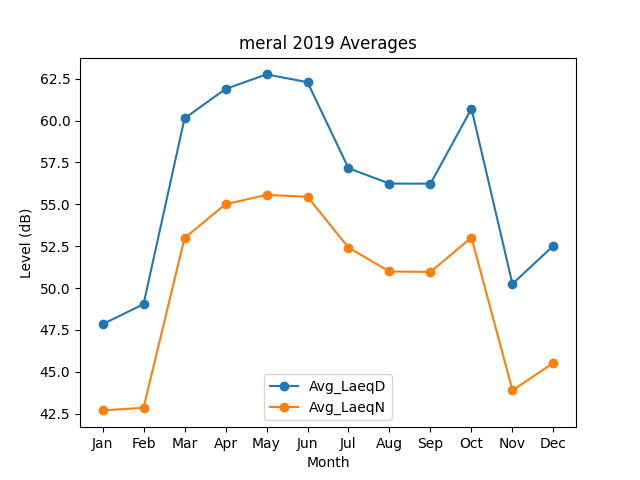 meral 2019 Averages
Level (dB)
62.5
60.0
57.5
55.0
52.5
50.0
47.5
45.0
42.5
Avg_LaeqD
Avg_LaeqN
Jan Feb Mar Apr May Jun Jul Aug Sep Oct Nov Dec
Month